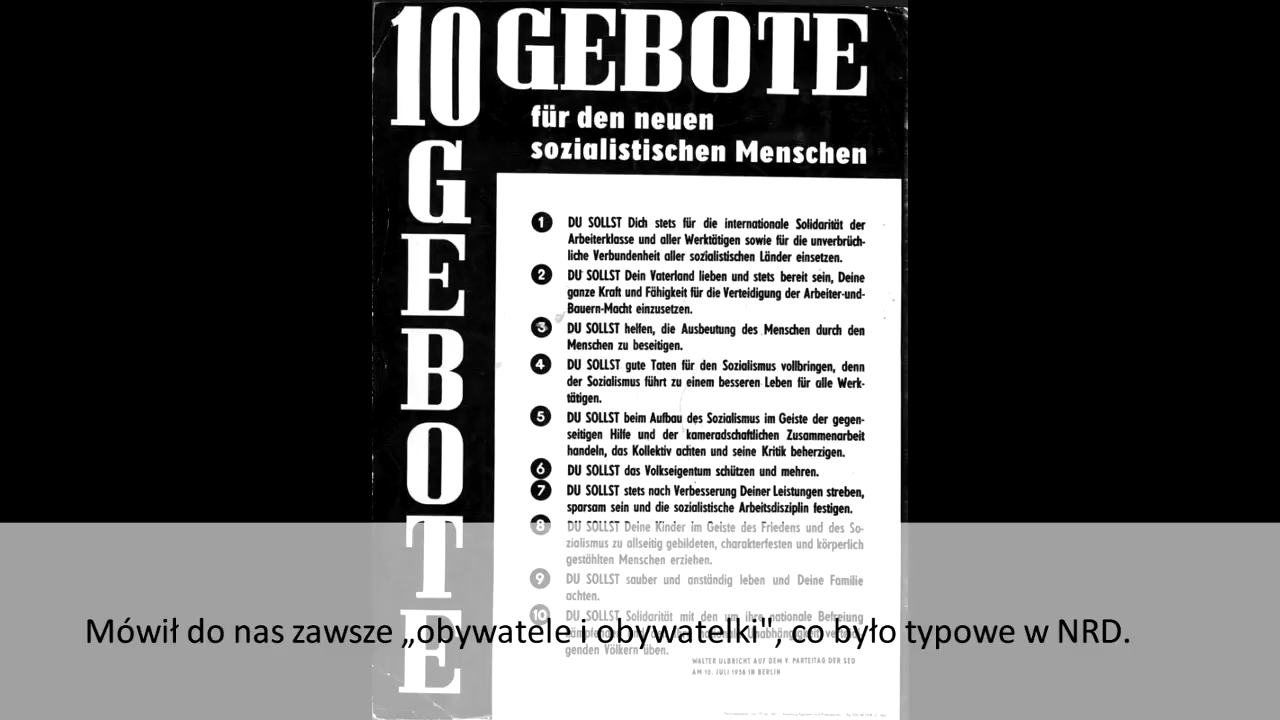 10 GEBOTE
für den neuen
sozialistischen Menschen
GEBOTE
1 DU SOLLST Dich stets für die internationale Solidarität der
Arbeiterklasse und aller Werktätigen sowie für die unverbrüch-
liche Verbundenheit aller sozialistischen Länder einsetzen.
2 DU SOLLST Dein Vaterland lieben und stets bereit sein, Deine
ganze Kraft und Fähigkeit für die Verteidigung der Arbeiter-und-
Bauern-Macht einzusetzen.
3 DU SOLLST helfen, die Ausbeutung des Menschen durch den
Menschen zu beseitigen.
4 DU SOLLST gute Taten für den Sozialismus vollbringen, denn
der Sozialismus führt zu einem besseren Leben für alle Werk-
tätigen.
5 DU SOLLST beim Aufbau des Sozialismus im Geiste der gegen-
seitigen Hilfe und der kameradschaftlichen Zusammenarbeit
handeln, das Kollektiv achten und seine Kritik beherzigen.
6 DU SOLLST das Volkseigentum schützen und mehren.
7 DU SOLLST stets nach Verbesserung Deiner Leistungen streben,
sparsam sein und die sozialistische Arbeitsdisziplin festigen.
8 DU SOLLST Deine Kinder im Geiste des Friedens und des So-
zialismus zu allseitig gebildeten, charakterfesten und körperlich
gestählten Menschen erziehen.
9 DU SOLLST sauber und anständig leben und Deine Familie
achten.
10 DU SOLLST Solidarität mit den um ihre nationale Befreiung
genden Völkern üben.
Mówił do nas zawsze „obywatele i obywatelki", co było typowe w NRD.
WALTER ULBRICHT AUF DEM V. PARTEITAG DER SED
AM 10. JULI 1958 IN BERLIN